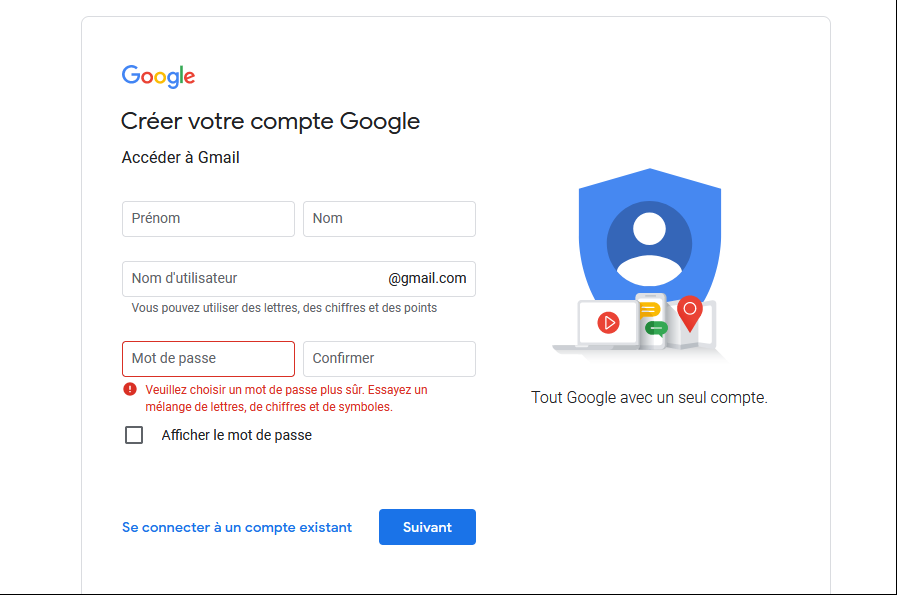 Google
Créer votre compte Google
Accéder à Gmail
Prénom
Nom
Nom d'utilisateur
@gmail.com
Vous pouvez utiliser des lettres, des chiffres et des points
Mot de passe
Confirmer
Veuillez choisir un mot de passe plus sûr. Essayez un
mélange de lettres, de chiffres et de symboles.
Afficher le mot de passe
Se connecter à un compte existant
Suivant
Tout Google avec un seul compte.